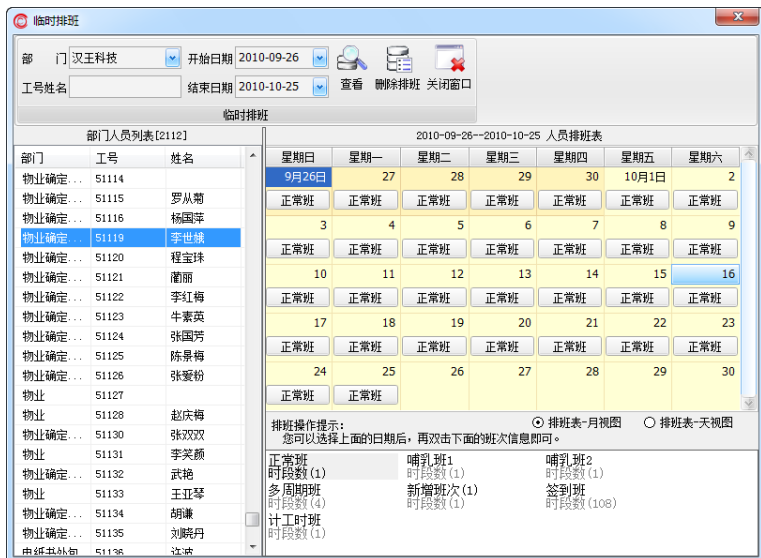 临时排班
部 门 汉王科技 开始日期 2010-09-26
工号姓名 结束日期 2010-10-25
查看 删除排班 关闭窗口
临时排班
部门人员列表[2112]
部门 工号 姓名
物业确定... 51114
物业确定... 51115 罗从菊
物业确定... 51116 杨国萍
物业确定... 51119 李世娥
物业确定... 51120 程宝珠
物业确定... 51121 蔺丽
物业确定... 51122 李红梅
物业确定... 51123 牛素英
物业确定... 51124 张国芳
物业确定... 51125 陈景梅
物业确定... 51126 张爱粉
物业 51127
物业 51128 赵庆梅
物业确定... 51130 张双双
物业 51131 李笑颜
物业确定... 51132 武艳
物业 51133 王亚琴
物业确定... 51134 胡谦
物业确定... 51135 刘晓丹
51136
2010-09-26--2010-10-25 人员排班表
星期日 星期一 星期二 星期三 星期四 星期五 星期六
9月26日 27 28 29 30 10月1日 2
正常班 正常班 正常班 正常班 正常班 正常班 正常班
3 4 5 6 7 8 9
正常班 正常班 正常班 正常班 正常班 正常班 正常班
10 11 12 13 14 15 16
正常班 正常班 正常班 正常班 正常班 正常班 正常班
17 18 19 20 21 22 23
正常班 正常班 正常班 正常班 正常班 正常班 正常班
24 25 26 27 28 29 30
正常班 正常班
排班操作提示: 排班表-月视图 排班表-天视图
您可以选择上面的日期后，再双击下面的班次信息即可。
正常班 哺乳班1 哺乳班2
时段数(1) 时段数(1) 时段数(1)
多周期班 新增班次(1) 签到班
时段数(4) 时段数(1) 时段数(108)
计工时班
时段数(1)